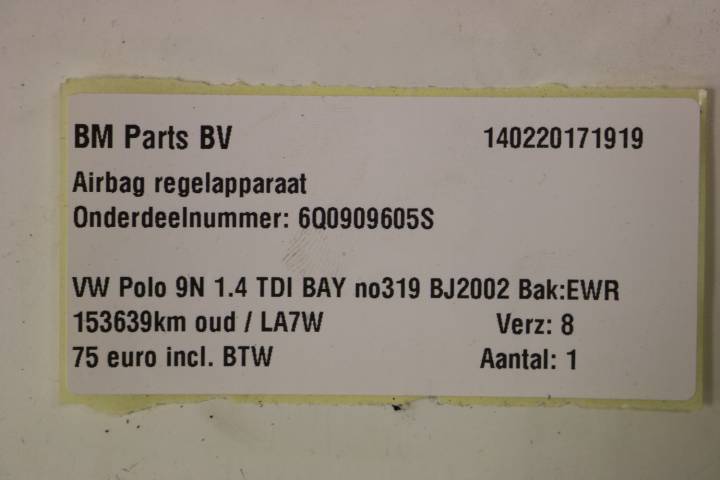 BM Parts BV 140220171919
Airbag regelapparaat
Onderdeelnummer: 6Q0909605S
VW Polo 9N 1.4 TDI BAY no319 BJ2002 Bak:EWR
153639km oud / LA7W Verz: 8
75 euro incl. BTW Aantal: 1